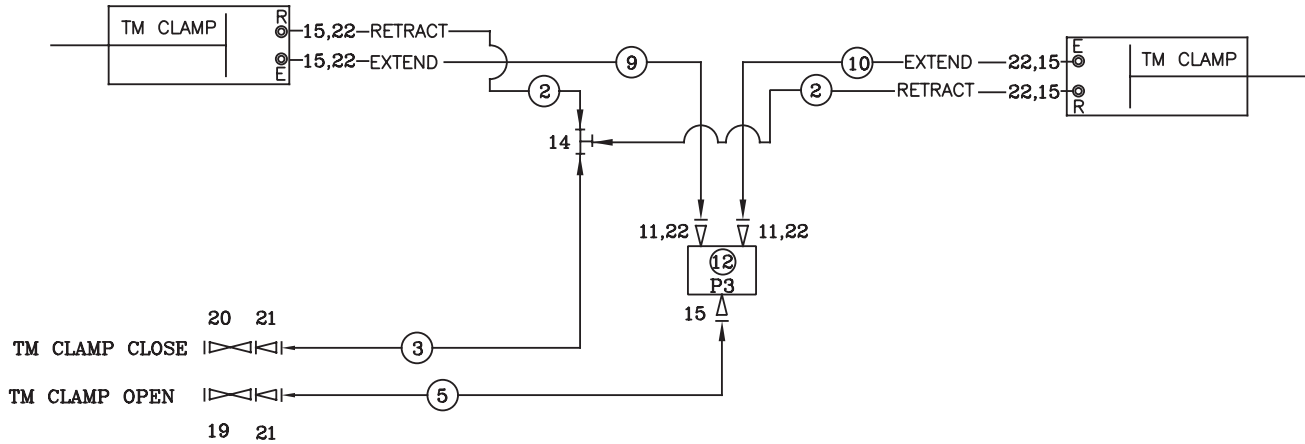 TM CLAMP
R
15,22
RETRACT
15,22
EXTEND
E
9
10
EXTEND
22,15
E
TM CLAMP
2
2
RETRACT
22,15
R
14
11,22
11,22
12
P3
15
20
21
TM CLAMP CLOSE
3
TM CLAMP OPEN
5
19
21